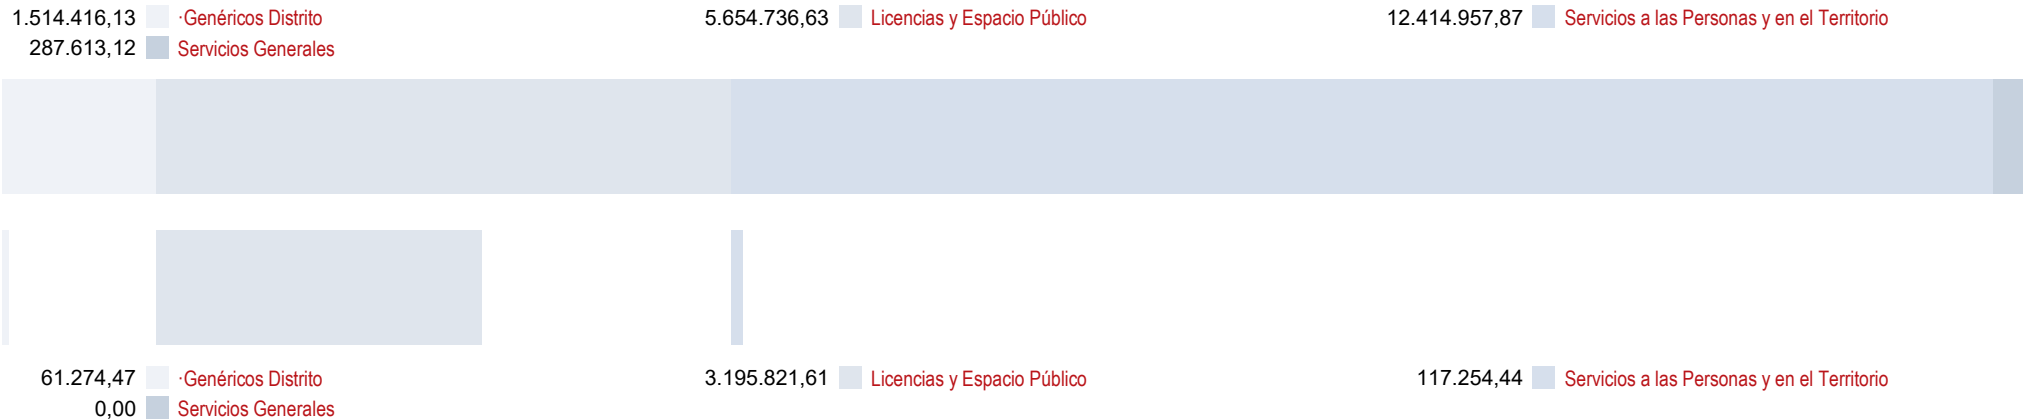 1.514.416,13 ·Genéricos Distrito 5.654.736,63 Licencias y Espacio Público 12.414.957,87 Servicios a las Personas y en el Territorio
287.613,12 Servicios Generales
61.274,47 ·Genéricos Distrito 3.195.821,61 Licencias y Espacio Público 117.254,44 Servicios a las Personas y en el Territorio
0,00 Servicios Generales